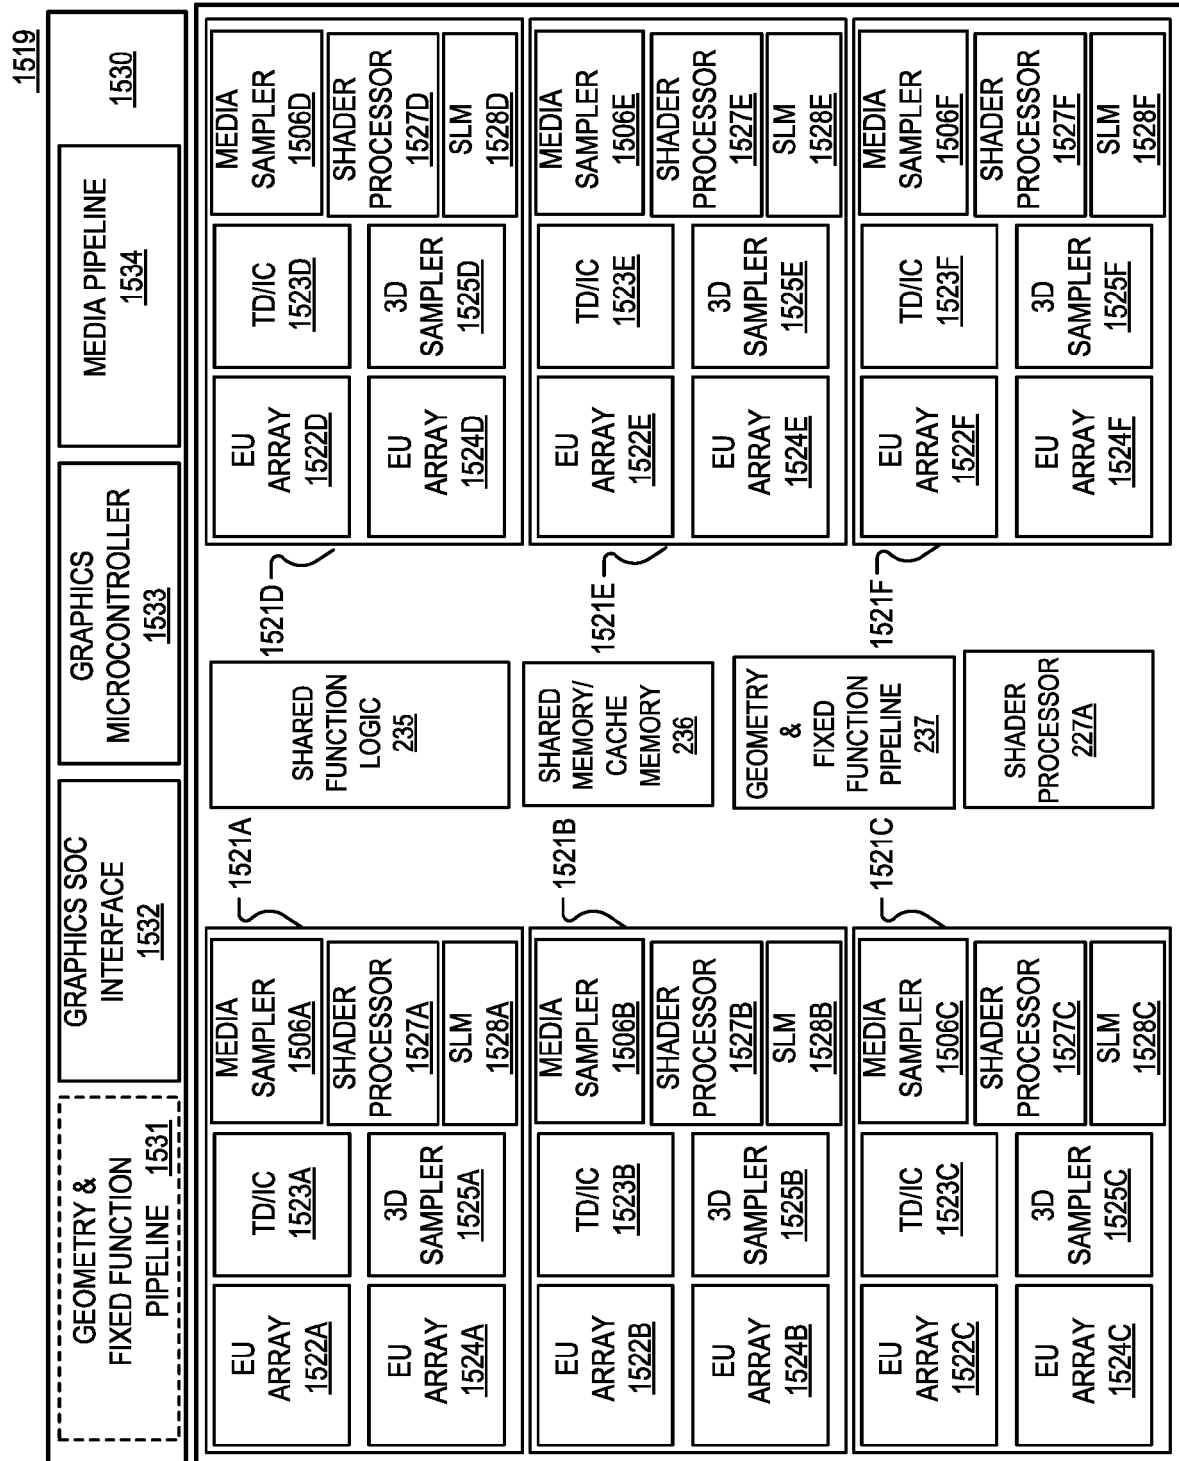 1519
1530
GEOMETRY &
FIXED FUNCTION
PIPELINE 1531
GRAPHICS SOC
INTERFACE
1532
GRAPHICS
MICROCONTROLLER
1533
MEDIA PIPELINE
1534
EU
ARRAY
1522A
TD/IC
1523A
MEDIA
SAMPLER
1506A
EU
ARRAY
1524A
3D
SAMPLER
1525A
SHADER
PROCESSOR
1527A
SLM
1528A
1521A
SHARED
FUNCTION
LOGIC
235
1521D
EU
ARRAY
1522D
TD/IC
1523D
MEDIA
SAMPLER
1506D
EU
ARRAY
1524D
3D
SAMPLER
1525D
SHADER
PROCESSOR
1527D
SLM
1528D
EU
ARRAY
1522B
TD/IC
1523B
MEDIA
SAMPLER
1506B
EU
ARRAY
1524B
3D
SAMPLER
1525B
SHADER
PROCESSOR
1527B
SLM
1528B
1521B
SHARED
MEMORY/
CACHE
MEMORY
236
1521E
EU
ARRAY
1522E
TD/IC
1523E
MEDIA
SAMPLER
1506E
EU
ARRAY
1524E
3D
SAMPLER
1525E
SHADER
PROCESSOR
1527E
SLM
1528E
EU
ARRAY
1522C
TD/IC
1523C
MEDIA
SAMPLER
1506C
EU
ARRAY
1524C
3D
SAMPLER
1525C
SHADER
PROCESSOR
1527C
SLM
1528C
1521C
GEOMETRY
&
FIXED
FUNCTION
PIPELINE
237
SHADER
PROCESSOR
227A
1521F
EU
ARRAY
1522F
TD/IC
1523F
MEDIA
SAMPLER
1506F
EU
ARRAY
1524F
3D
SAMPLER
1525F
SHADER
PROCESSOR
1527F
SLM
1528F